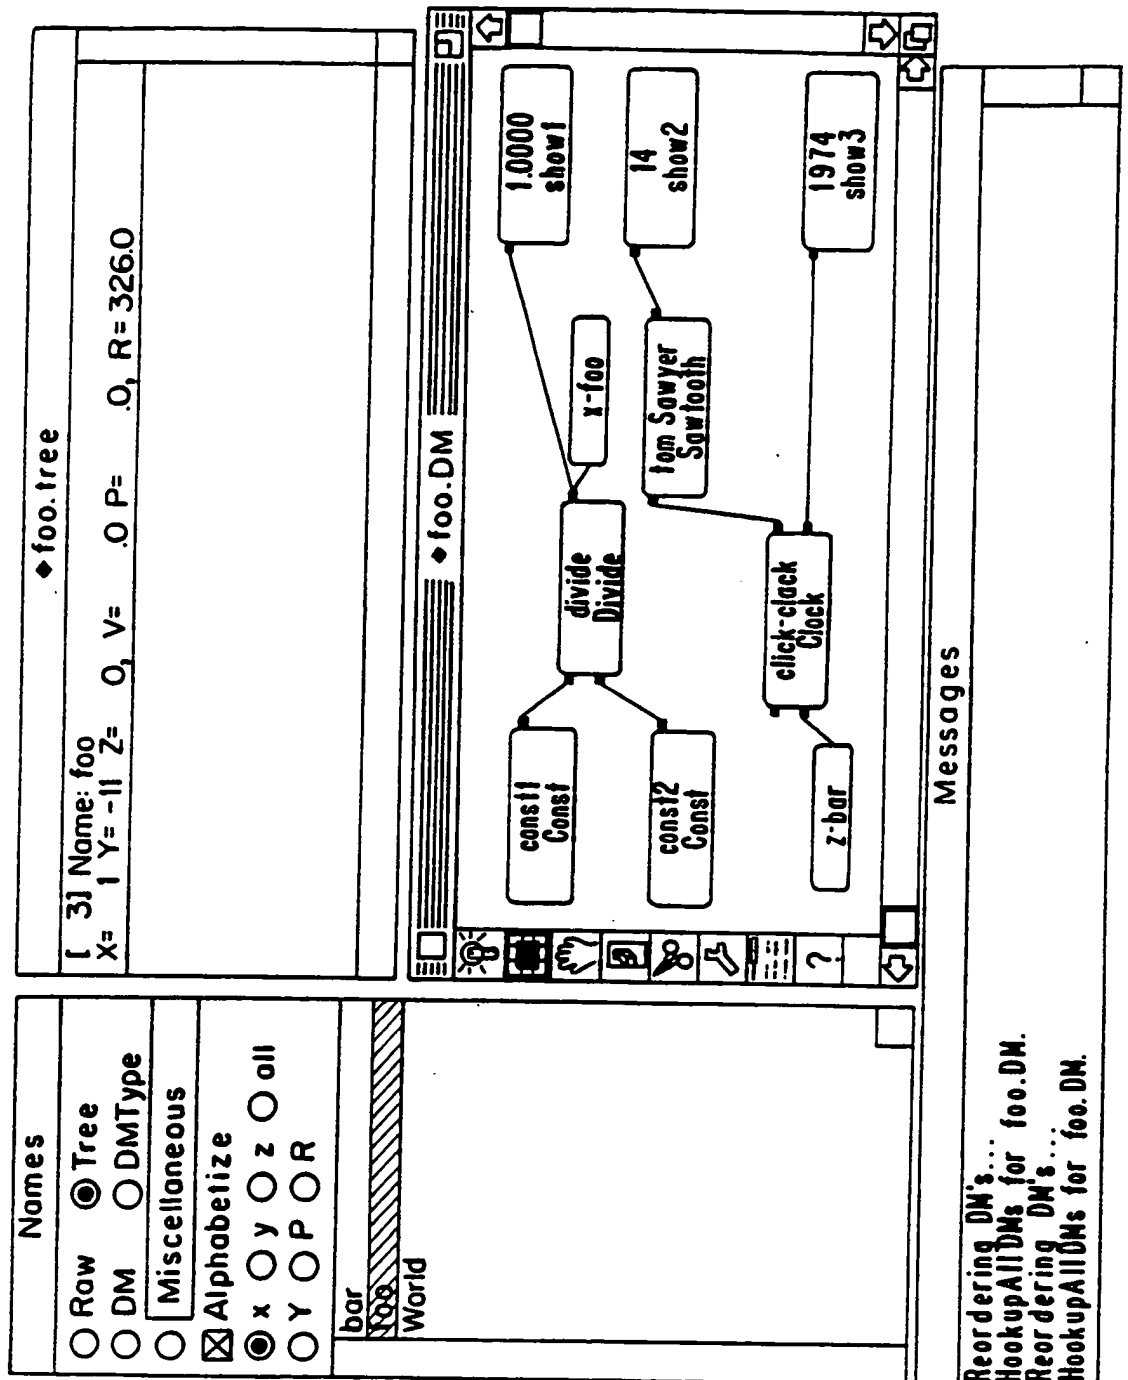 Names
Raw Tree
DM DMType
Miscellaneous
Alphabetize
x y z all
Y P R
bar
foo
World
◆foo.tree
[ 3] Name: foo
X= 1 Y= -11 Z= 0, V= .0 P= .0, R= 326.0
◆foo.DM
?
const1
Const
const2
Const
z-bar
divide
Divide
click-clack
Clock
x-foo
tom Sawyer
Sawtooth
1.0000
show1
14
show2
1974
show3
Messages
Reordering DM's...
HookupAllDMs for foo.DM.
Reordering DM's...
HookupAllDMs for foo.DM.